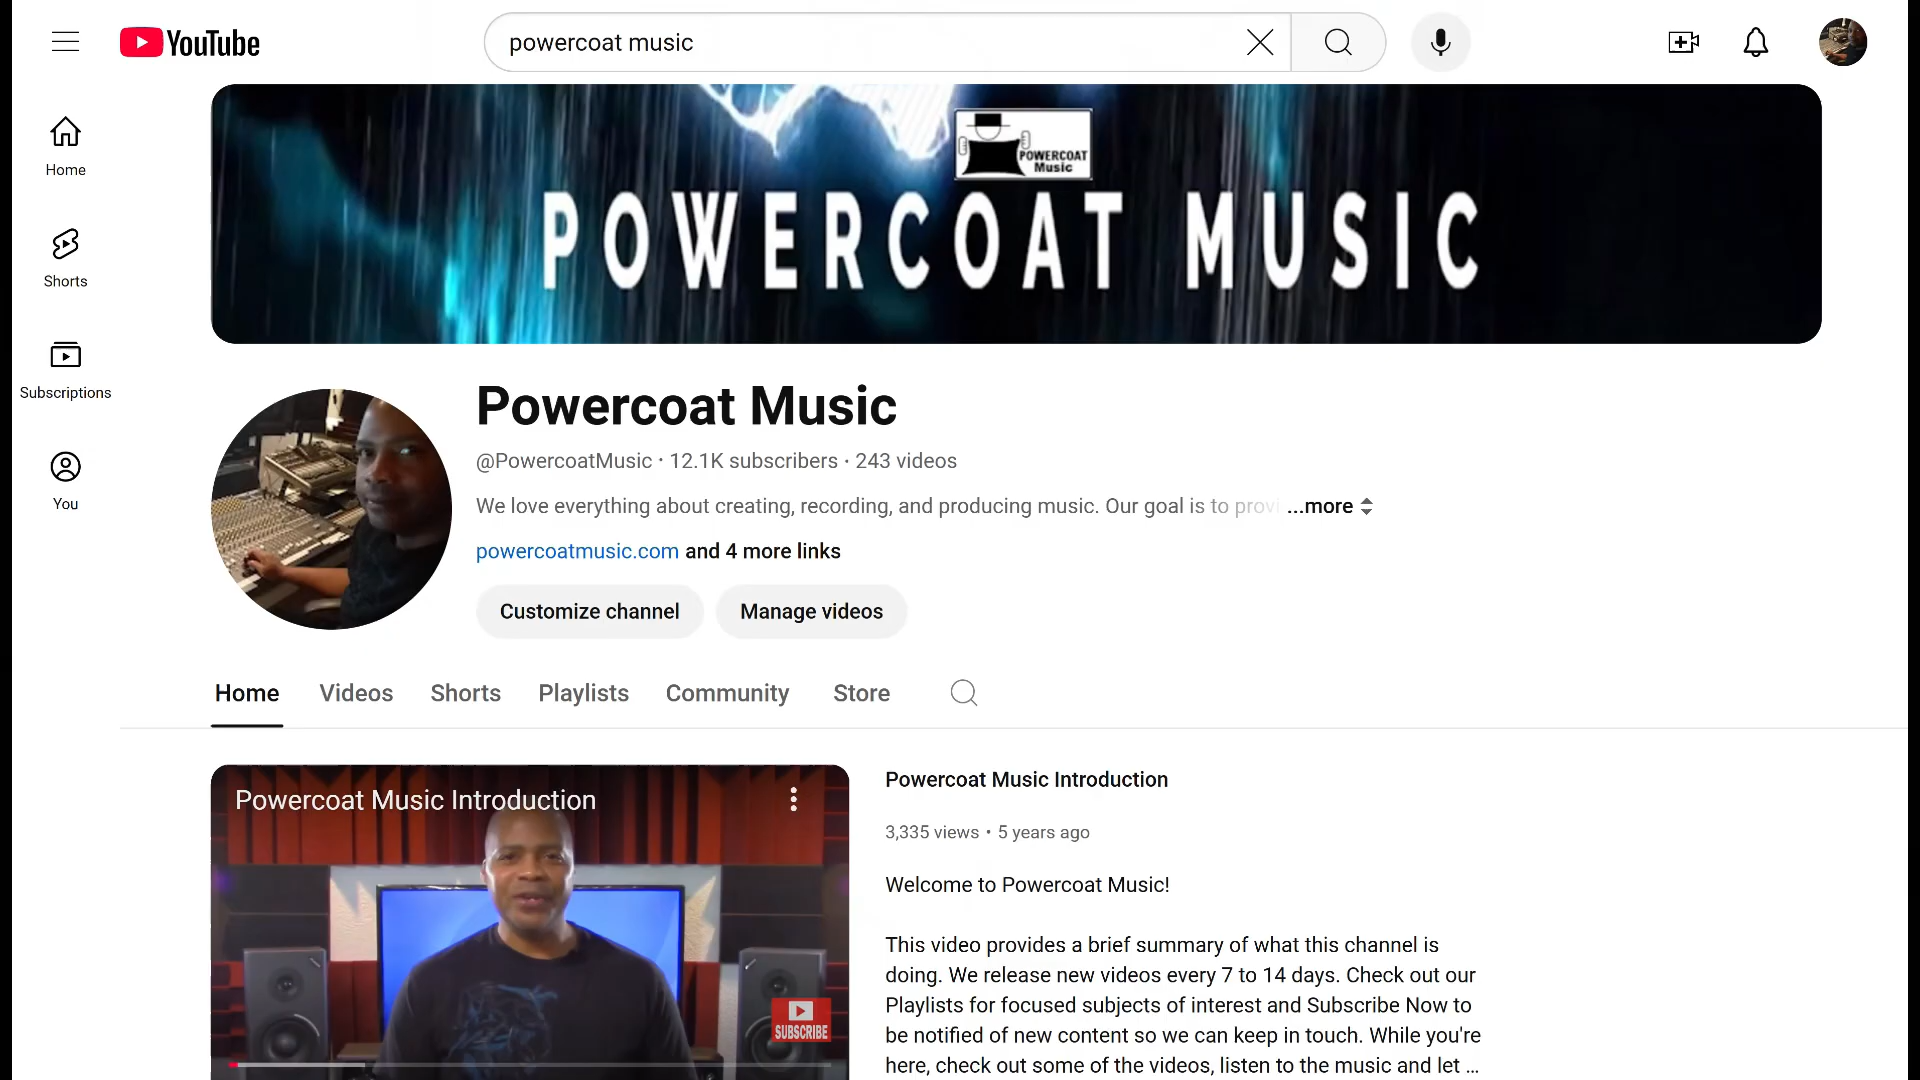 YouTube
powercoat music
Home
Shorts
Subscriptions
You
POWERCOAT
Music
POWERCOAT MUSIC
Powercoat Music
@PowercoatMusic · 12.1K subscribers · 243 videos
We love everything about creating, recording, and producing music. Our goal is to provi ...more
powercoatmusic.com and 4 more links
Customize channel Manage videos
Home Videos Shorts Playlists Community Store
Powercoat Music Introduction
SUBSCRIBE
Powercoat Music Introduction
3,335 views • 5 years ago
Welcome to Powercoat Music!
This video provides a brief summary of what this channel is
doing. We release new videos every 7 to 14 days. Check out our
Playlists for focused subjects of interest and Subscribe Now to
be notified of new content so we can keep in touch. While you're
here, check out some of the videos, listen to the music and let ...